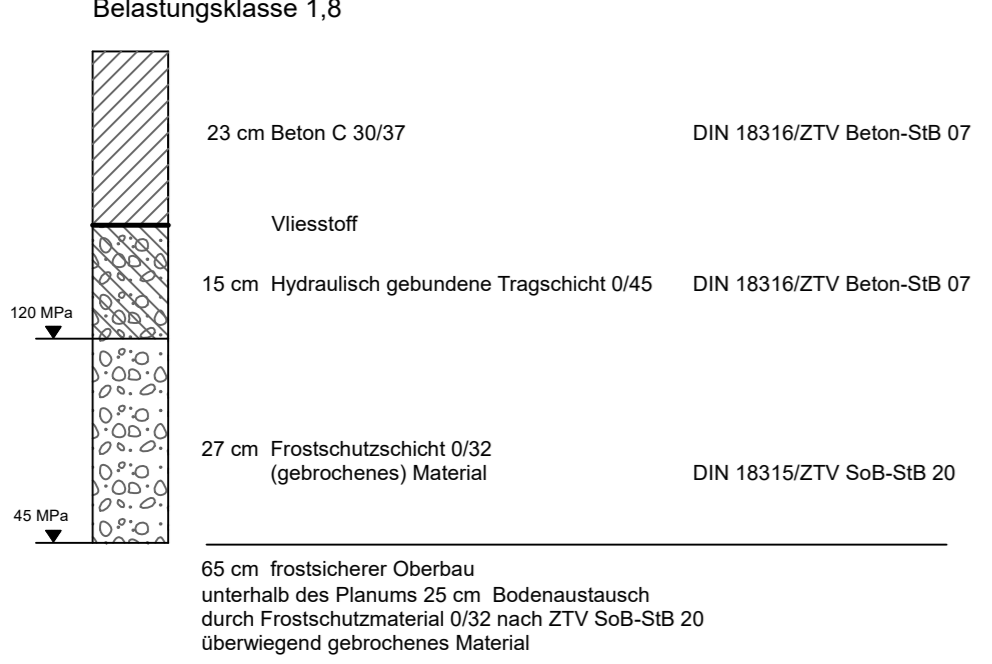 Belastungsklasse 1,8
23 cm Beton C 30/37 DIN 18316/ZTV Beton-StB 07
Vliesstoff
15 cm Hydraulisch gebundene Tragschicht 0/45 DIN 18316/ZTV Beton-StB 07
120 MPa
27 cm Frostschutzschicht 0/32
(gebrochenes) Material DIN 18315/ZTV SoB-StB 20
45 MPa
65 cm frostsicherer Oberbau
unterhalb des Planums 25 cm Bodenaustausch
durch Frostschutzmaterial 0/32 nach ZTV SoB-StB 20
überwiegend gebrochenes Material